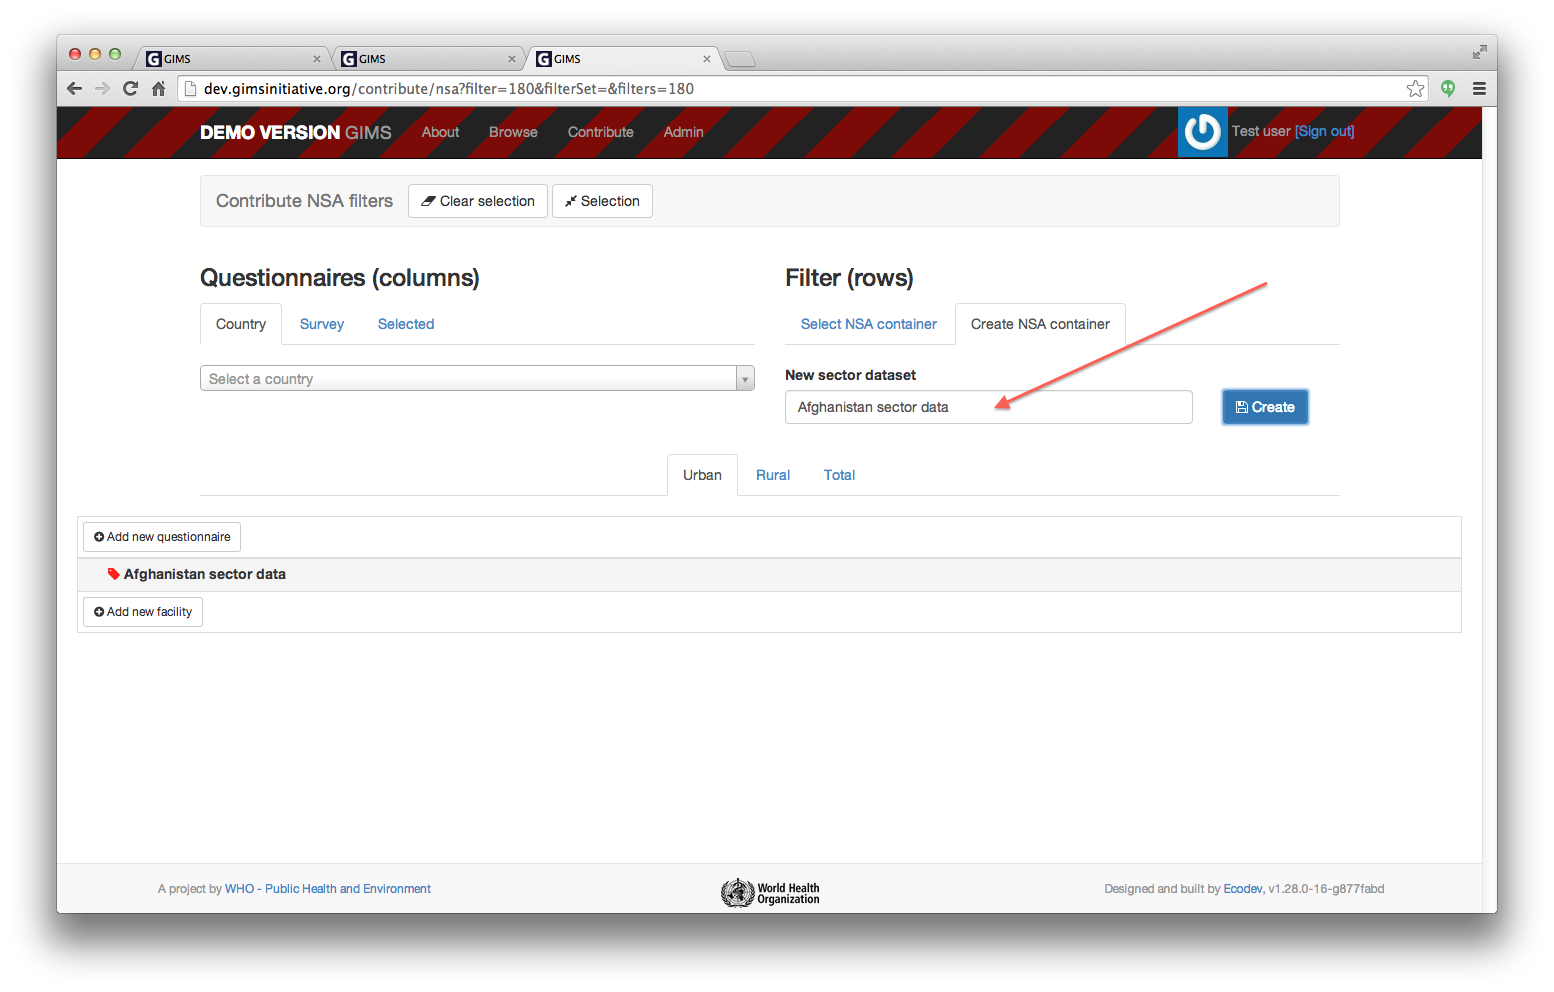 GIMS GIMS GIMS
dev.gimsinitiative.org/contribute/nsa?filter=180&filterSet=&filters=180
DEMO VERSION GIMS About Browse Contribute Admin Test user [Sign out]
Contribute NSA filters Clear selection Selection
Questionnaires (columns)
Country Survey Selected
Select a country
Filter (rows)
Select NSA container Create NSA container
New sector dataset
Afghanistan sector data Create
Urban Rural Total
Add new questionnaire
Afghanistan sector data
Add new facility
A project by WHO - Public Health and Environment
World Health
Organization
Designed and built by Ecodev, v1.28.0-16-g877fabd